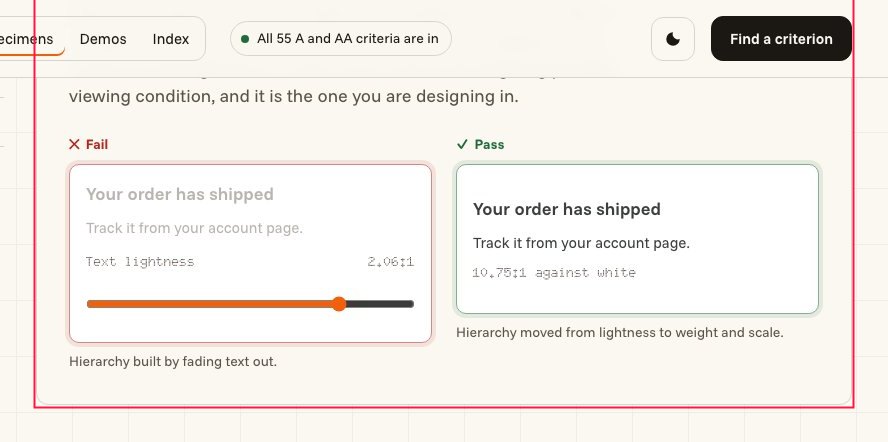 Demos
Index
All 55 A and AA criteria are in
Find a criterion
viewing condition, and it is the one you are designing in.
Fail
Your order has shipped
Track it from your account page.
Text lightness
2.06:1
Hierarchy built by fading text out.
Pass
Your order has shipped
Track it from your account page.
10.75:1 against white
Hierarchy moved from lightness to weight and scale.